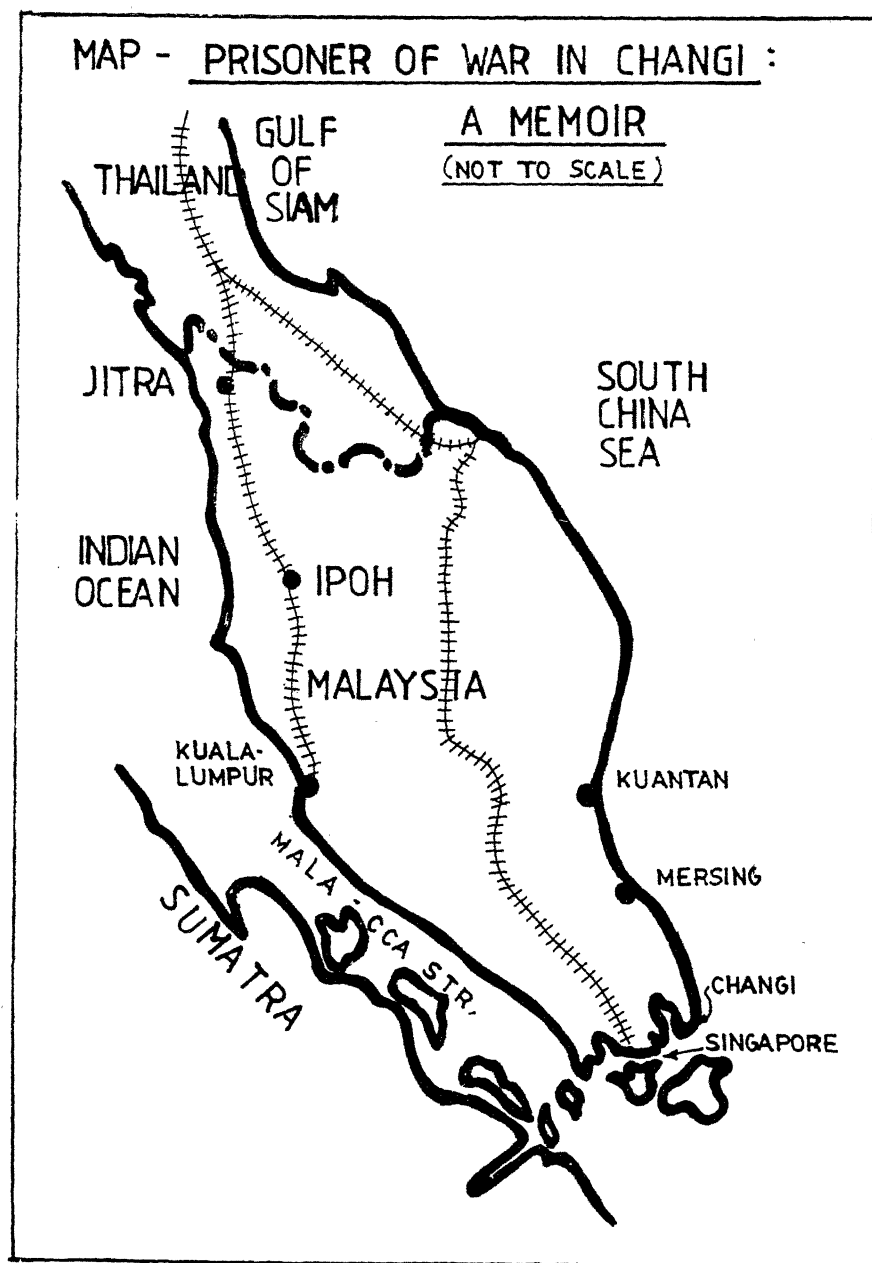 MAP - PRISONER OF WAR IN CHANGI :
A MEMOIR
(NOT TO SCALE)
GULF
OF
SIAM
THAILAND
JITRA
SOUTH
CHINA
SEA
INDIAN
OCEAN
IPOH
MALAYSIA
KUALA-
LUMPUR
KUANTAN
MALA - CCA STR.
MERSING
SUMATRA
CHANGI
SINGAPORE